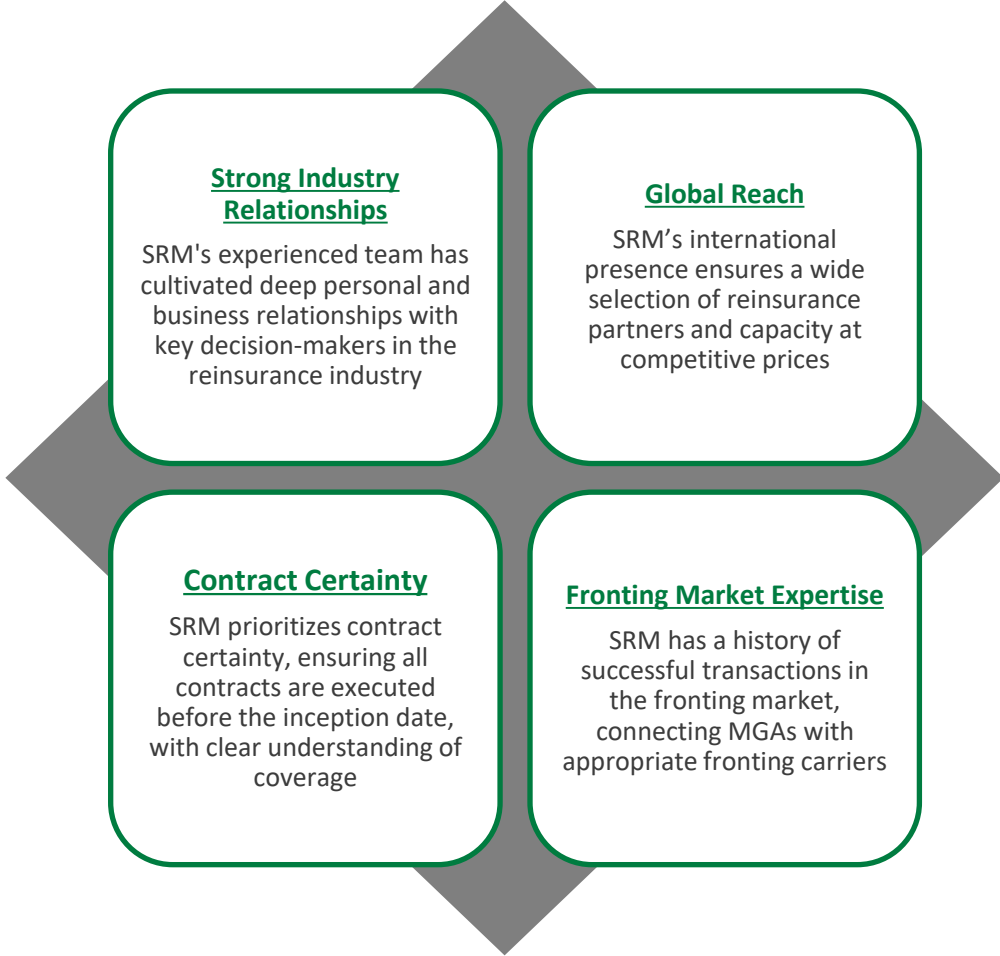 Strong Industry
Relationships
SRM's experienced team has
cultivated deep personal and
business relationships with
key decision-makers in the
reinsurance industry
Global Reach
SRM’s international
presence ensures a wide
selection of reinsurance
partners and capacity at
competitive prices
Contract Certainty
SRM prioritizes contract
certainty, ensuring all
contracts are executed
before the inception date,
with clear understanding of
coverage
Fronting Market Expertise
SRM has a history of
successful transactions in
the fronting market,
connecting MGAs with
appropriate fronting carriers